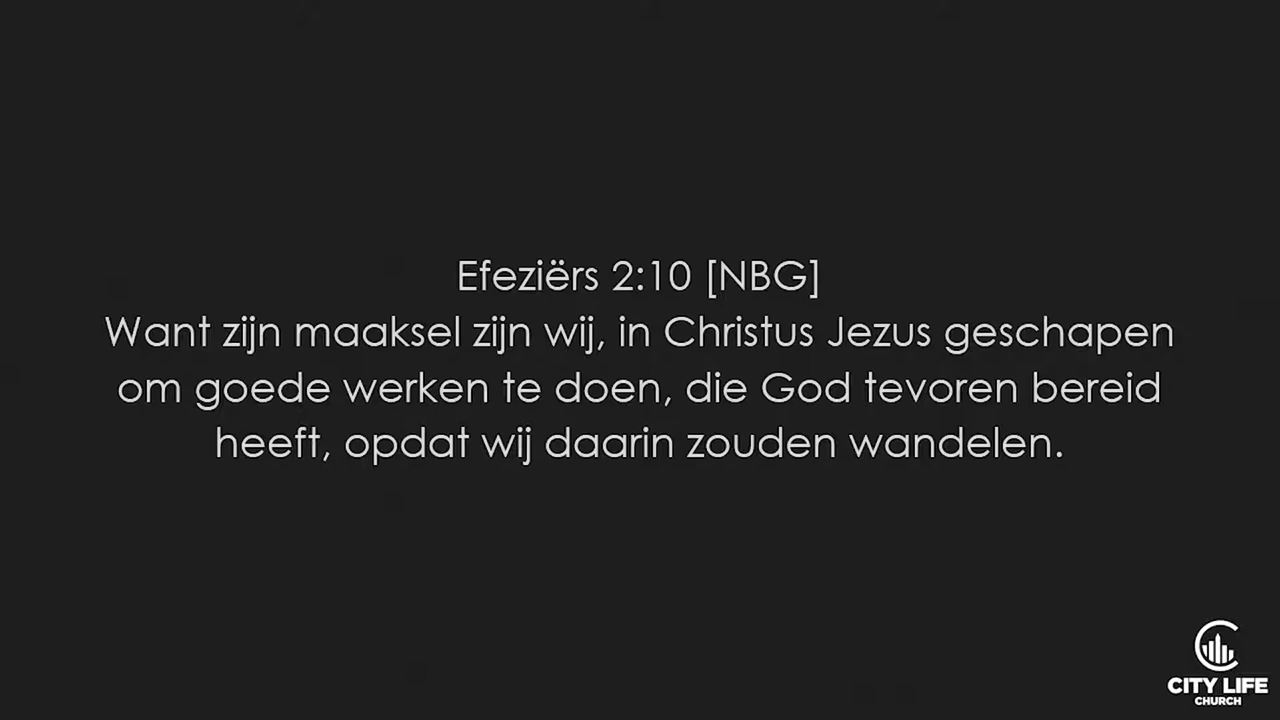 Efeziërs 2:10 [NBG]
Want zijn maaksel zijn wij, in Christus Jezus geschapen
om goede werken te doen, die God tevoren bereid
heeft, opdat wij daarin zouden wandelen.
CITY LIFE
CHURCH